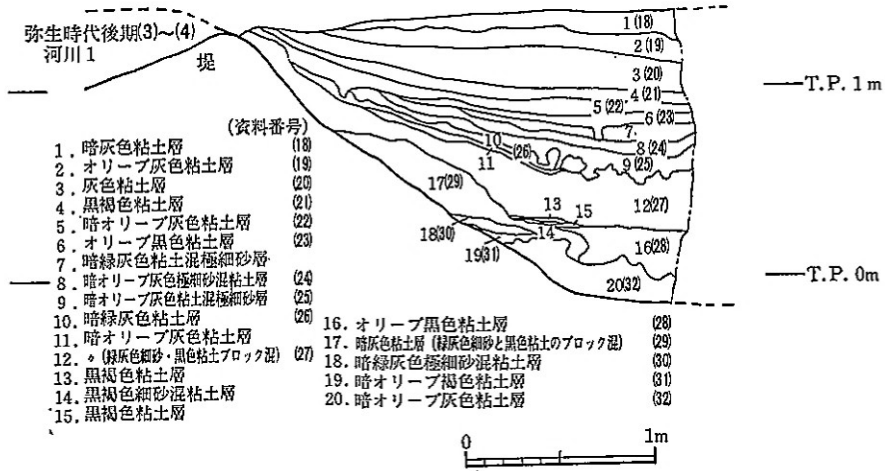 弥生時代後期(3)～(4)
河川1
堤
1(18)
2(19)
3(20)
4(21)
5(22)
6(23)
7
8(24)
9(25)
10
(26)
11
12(27)
13
15
14
16(28)
17(29)
18(30)
19(31)
20(32)
T.P. 1m
T.P. 0m
(資料番号)
1. 暗灰色粘土層 (18)
2. オリーブ灰色粘土層 (19)
3. 灰色粘土層 (20)
4. 黒褐色粘土層 (21)
5. 暗オリーブ灰色粘土層 (22)
6. オリーブ黒色粘土層 (23)
7. 暗緑灰色粘土混極細砂層
8. 暗オリーブ灰色極細砂混粘土層 (24)
9. 暗オリーブ灰色粘土混極細砂層 (25)
10. 暗緑灰色粘土層 (26)
11. 暗オリーブ灰色粘土層
12. 〃(緑灰色細砂・黒色粘土ブロック混) (27)
13. 黒褐色粘土層
14. 黒褐色細砂混粘土層
15. 黒褐色粘土層
16. オリーブ黒色粘土層 (28)
17. 暗灰色粘土層(緑灰色細砂と黒色粘土のブロック混) (29)
18. 暗緑灰色極細砂混粘土層 (30)
19. 暗オリーブ褐色粘土層 (31)
20. 暗オリーブ灰色粘土層 (32)
0 1m